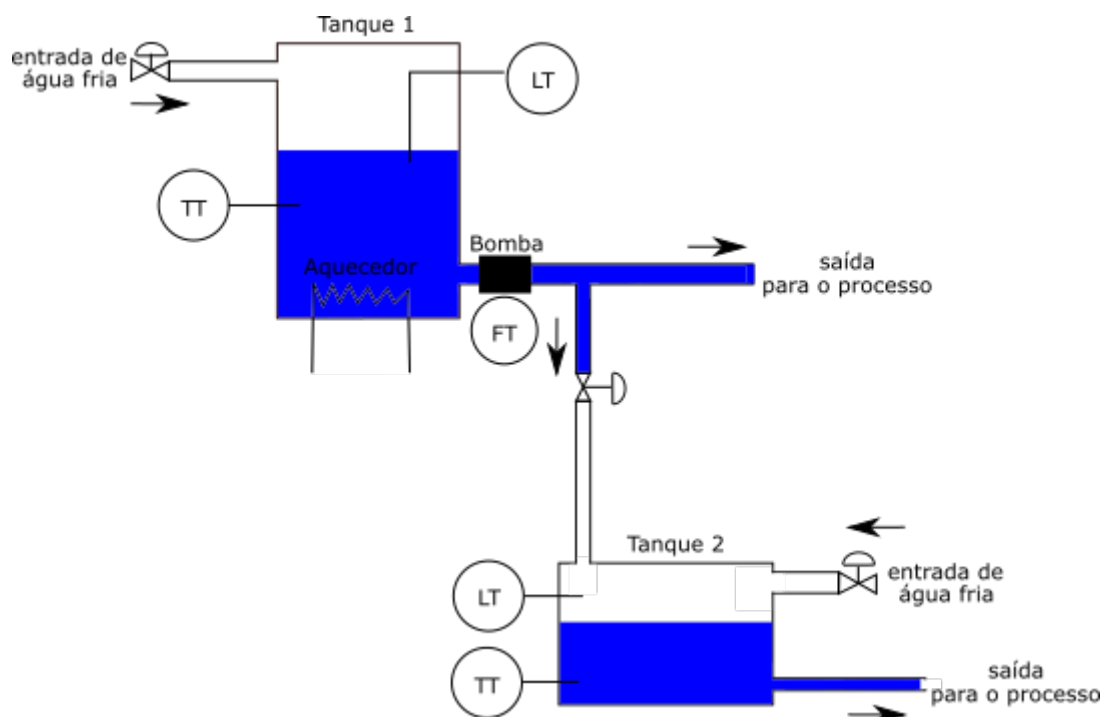 Tanque 1
entrada de
água fria
LT
TT
Bomba
Aquecedor
saída
para o processo
FT
Tanque 2
LT
entrada de
água fria
TT
saída
para o processo